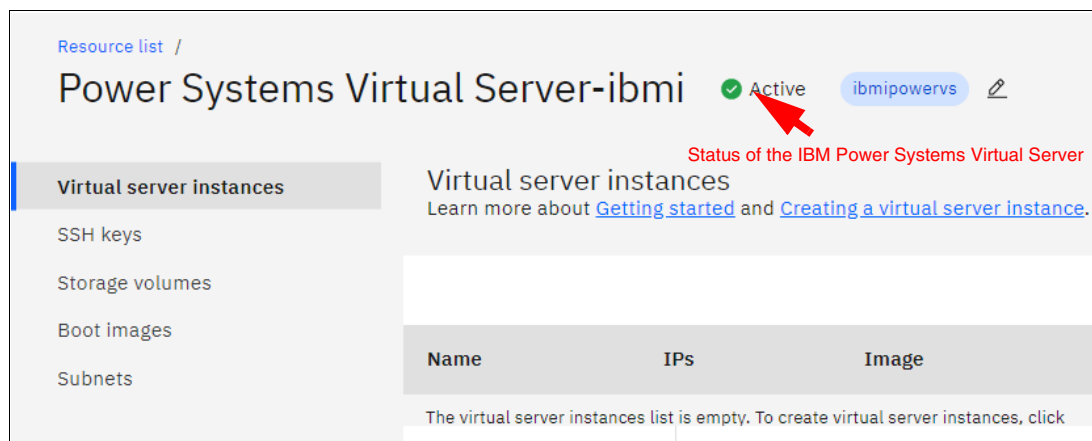 Resource list /
Power Systems Virtual Server-ibmi Active ibmipowervs
Status of the IBM Power Systems Virtual Server
Virtual server instances
SSH keys
Storage volumes
Boot images
Subnets
Virtual server instances
Learn more about Getting started and Creating a virtual server instance.
Name IPs Image
The virtual server instances list is empty. To create virtual server instances, click